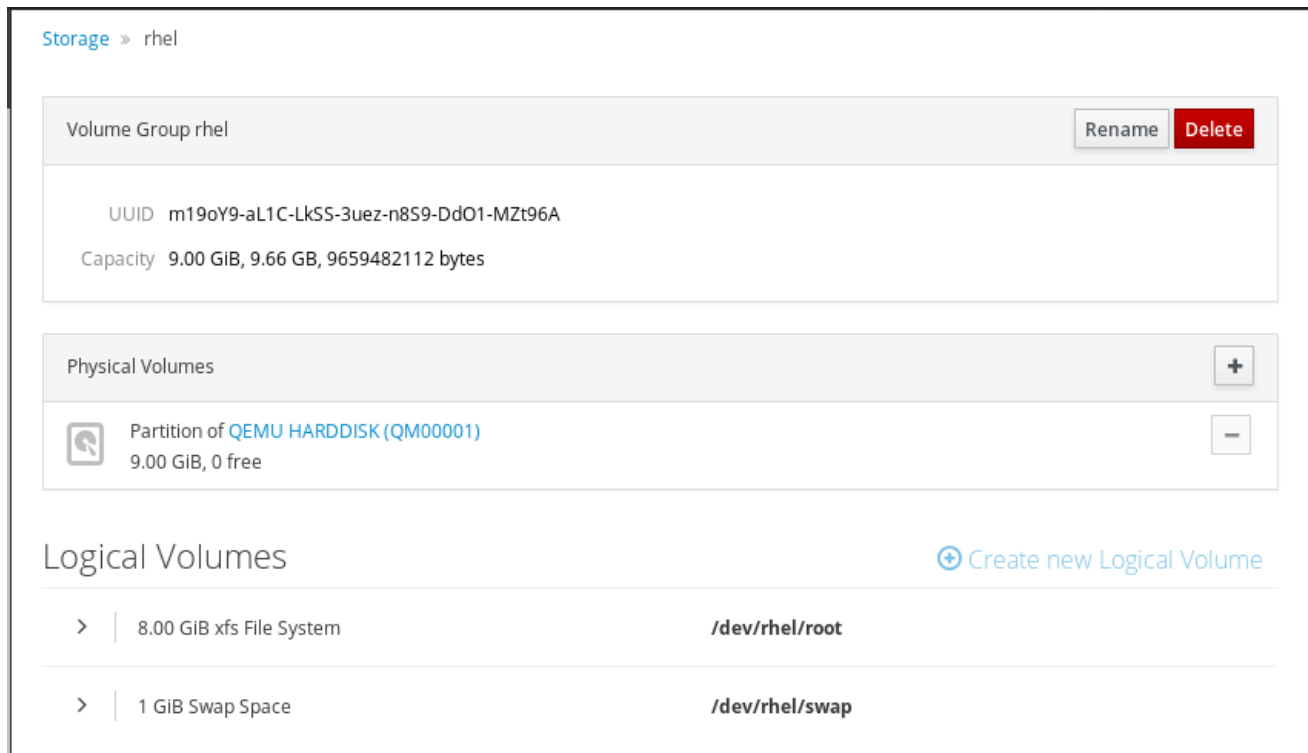 Storage » rhel
Volume Group rhel Rename Delete
UUID m19oY9-aL1C-LkSS-3uez-n8S9-DdO1-MZt96A
Capacity 9.00 GiB, 9.66 GB, 9659482112 bytes
Physical Volumes
Partition of QEMU HARDDISK (QM00001)
9.00 GiB, 0 free
Logical Volumes Create new Logical Volume
8.00 GiB xfs File System /dev/rhel/root
1 GiB Swap Space /dev/rhel/swap